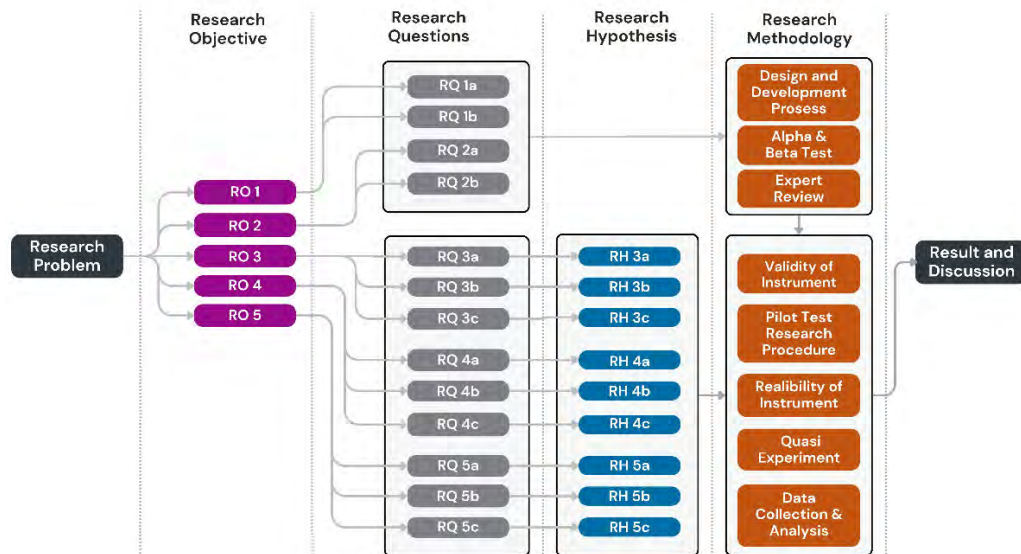 Research
Objective
Research
Questions
Research
Hypothesis
Research
Methodology
Research
Problem
RO 1
RO 2
RO 3
RO 4
RO 5
RQ 1a
RQ 1b
RQ 2a
RQ 2b
RQ 3a
RQ 3b
RQ 3c
RQ 4a
RQ 4b
RQ 4c
RQ 5a
RQ 5b
RQ 5c
RH 3a
RH 3b
RH 3c
RH 4a
RH 4b
RH 4c
RH 5a
RH 5b
RH 5c
Design and
Development
Prosess
Alpha &
Beta Test
Expert
Review
Validity of
Instrument
Pilot Test
Research
Procedure
Realibility of
Instrument
Quasi
Experiment
Data
Collection &
Analysis
Result and
Discussion